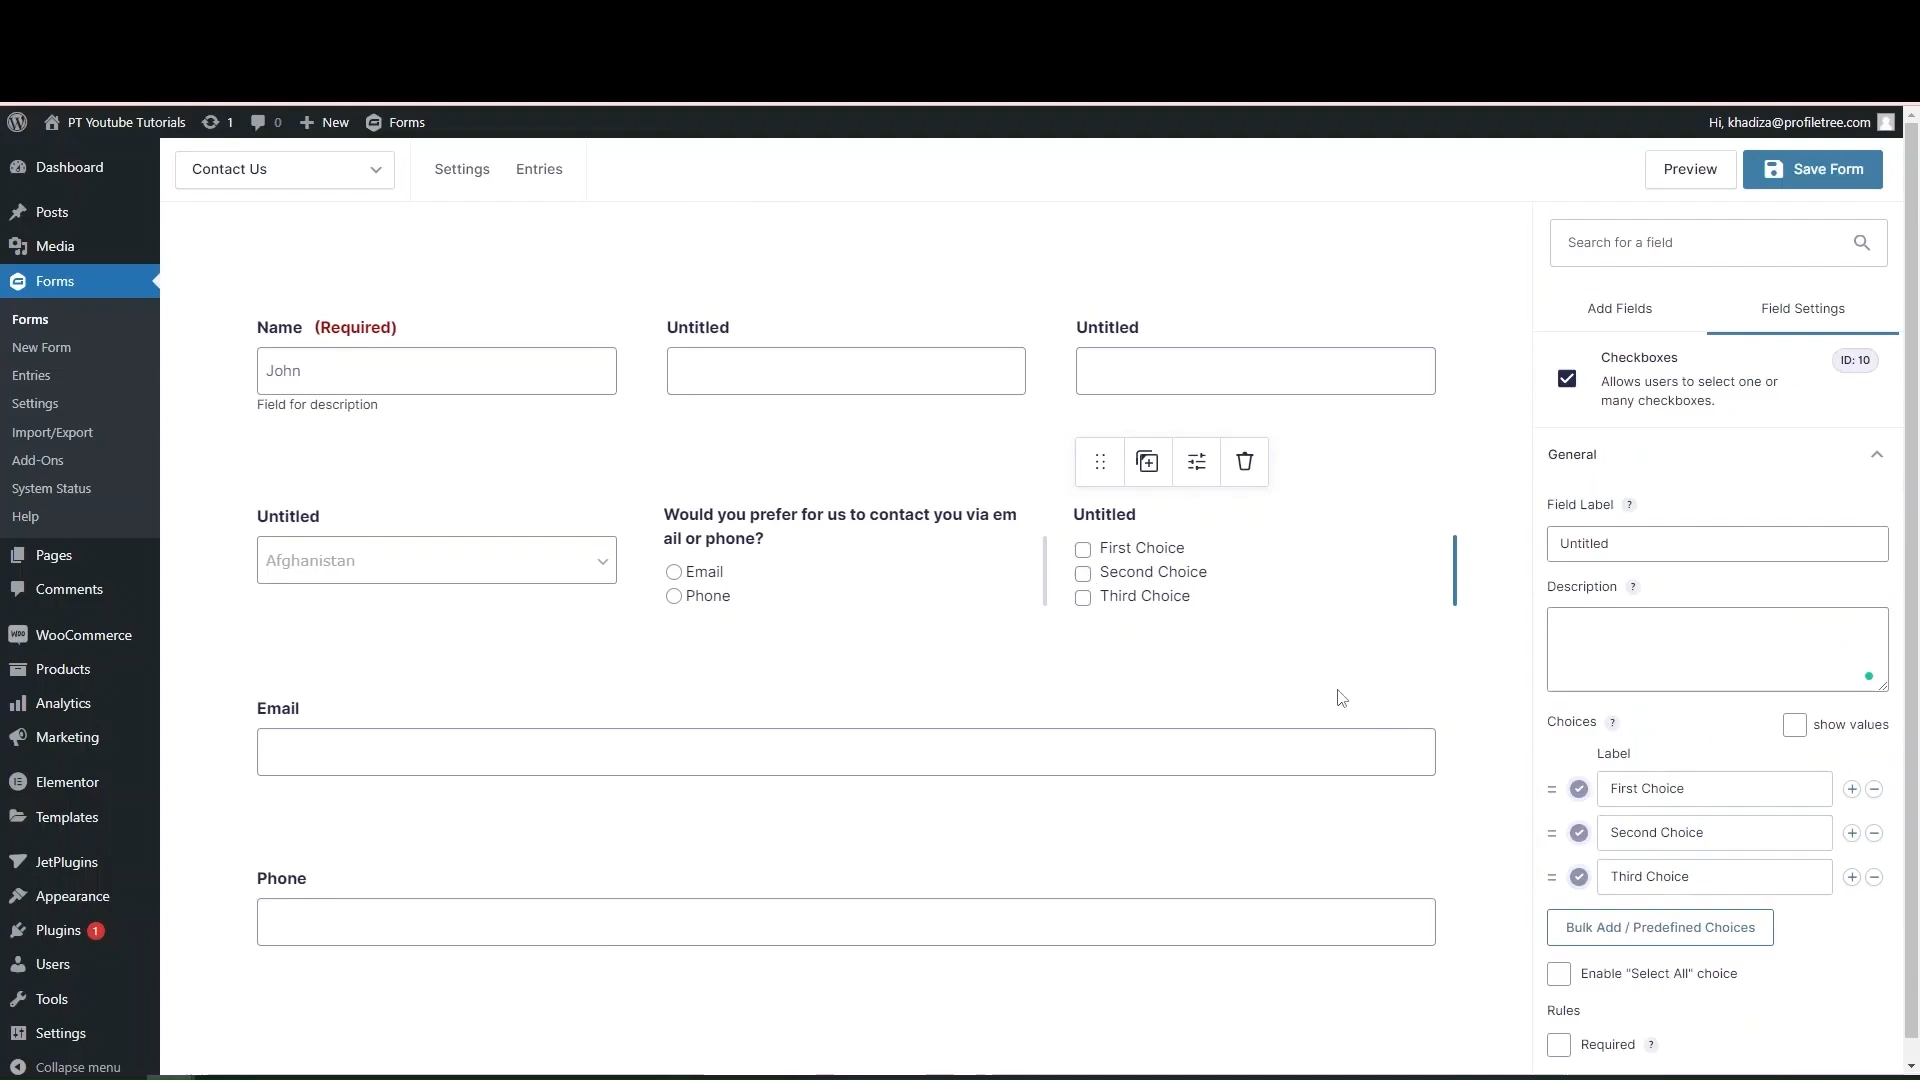 PT Youtube Tutorials 1 0 New Forms Hi, khadiza@profiletree.com
Dashboard
Posts
Media
Forms
Forms
New Form
Entries
Settings
Import/Export
Add-Ons
System Status
Help
Pages
Comments
WooCommerce
Products
Analytics
Marketing
Elementor
Templates
JetPlugins
Appearance
Plugins 1
Users
Tools
Settings
Collapse menu
Contact Us Settings Entries Preview Save Form
Name (Required)
John
Field for description
Untitled
Untitled
Untitled
Afghanistan
Would you prefer for us to contact you via em
ail or phone?
Email
Phone
Untitled
First Choice
Second Choice
Third Choice
Email
Phone
Search for a field
Add Fields Field Settings
Checkboxes ID: 10
Allows users to select one or
many checkboxes.
General
Field Label ?
Untitled
Description ?
Choices ? show values
Label
First Choice
Second Choice
Third Choice
Bulk Add / Predefined Choices
Enable "Select All" choice
Rules
Required ?